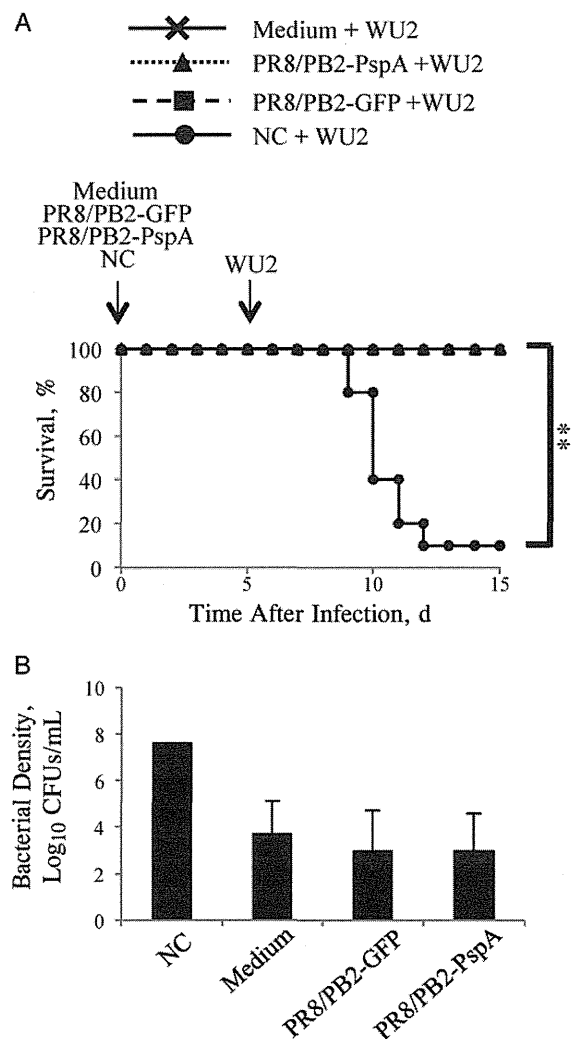 A
Medium + WU2
PR8/PB2-PspA +WU2
PR8/PB2-GFP +WU2
NC + WU2
Medium
PR8/PB2-GFP
PR8/PB2-PspA
NC
WU2
Survival, %
100
80
60
40
20
0
0
5
10
15
**
Time After Infection, d
B
Bacterial Density,
Log10 CFUs/mL
10
8
6
4
2
0
NC
Medium
PR8/PB2-GFP
PR8/PB2-PspA